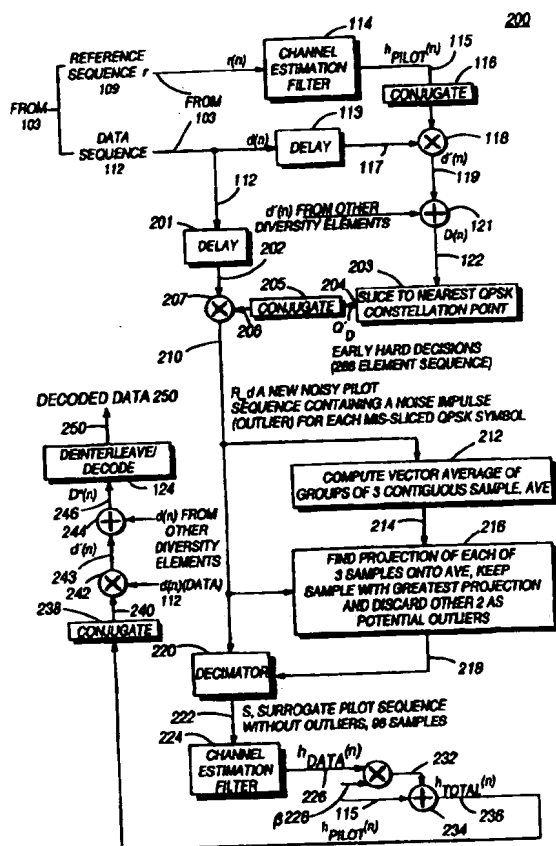 200
114
REFERENCE
SEQUENCE r
109
r(n)
CHANNEL
ESTIMATION
FILTER
h PILOT (n)
115
116
CONJUGATE
FROM
103
FROM 103
113
DATA
SEQUENCE
112
d(n)
DELAY
117
118
d'(n)
119
112
d'(n) FROM OTHER
DIVERSITY ELEMENTS
121
D(n)
122
201
DELAY
202
203
204
205
207
CONJUGATE
206
Q'D
SLICE TO NEAREST QPSK
CONSTELLATION POINT
210
EARLY HARD DECISIONS
(288 ELEMENT SEQUENCE)
R_d A NEW NOISY PILOT
SEQUENCE CONTAINING A NOISE IMPULSE
(OUTLIER) FOR EACH MIS-SLICED QPSK SYMBOL
DECODED DATA 250
250
212
DEINTERLEAVE/
DECODE
124
COMPUTE VECTOR AVERAGE OF
GROUPS OF 3 CONTIGUOUS SAMPLE, AVE
D"(n)
246
244
214
216
d(n) FROM
OTHER
DIVERSITY
ELEMENTS
d'(n)
243
242
d(n)(DATA)
112
FIND PROJECTION OF EACH OF
3 SAMPLES ONTO AVE, KEEP
SAMPLE WITH GREATEST PROJECTION
AND DISCARD OTHER 2 AS
POTENTIAL OUTLIERS
238
240
CONJUGATE
220
DECIMATOR
218
222
S, SURROGATE PILOT SEQUENCE
WITHOUT OUTLIERS, 96 SAMPLES
224
CHANNEL
ESTIMATION
FILTER
h DATA (n)
226
232
β 228
115
h PILOT (n)
h TOTAL (n)
234
236